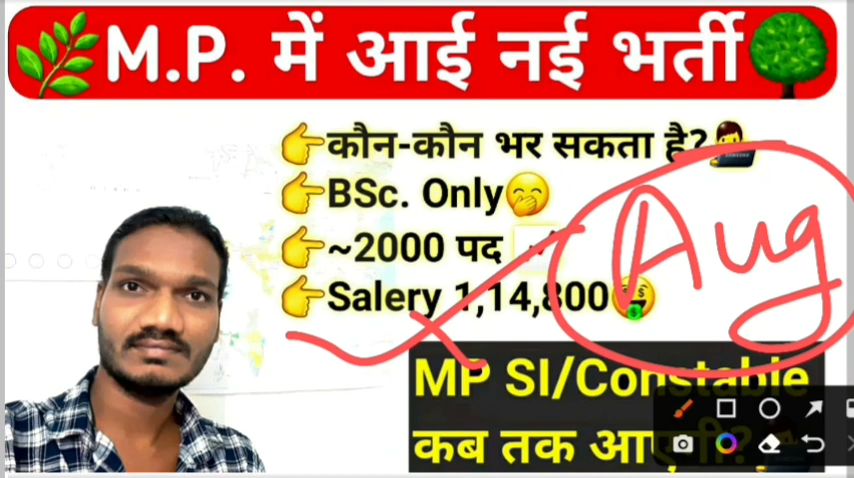 M.P. में आई नई भर्ती
कौन-कौन भर सकता है?
BSc. Only
~2000 पद
Salery 1,14,800
Aug
MP SI/Constable
कब तक